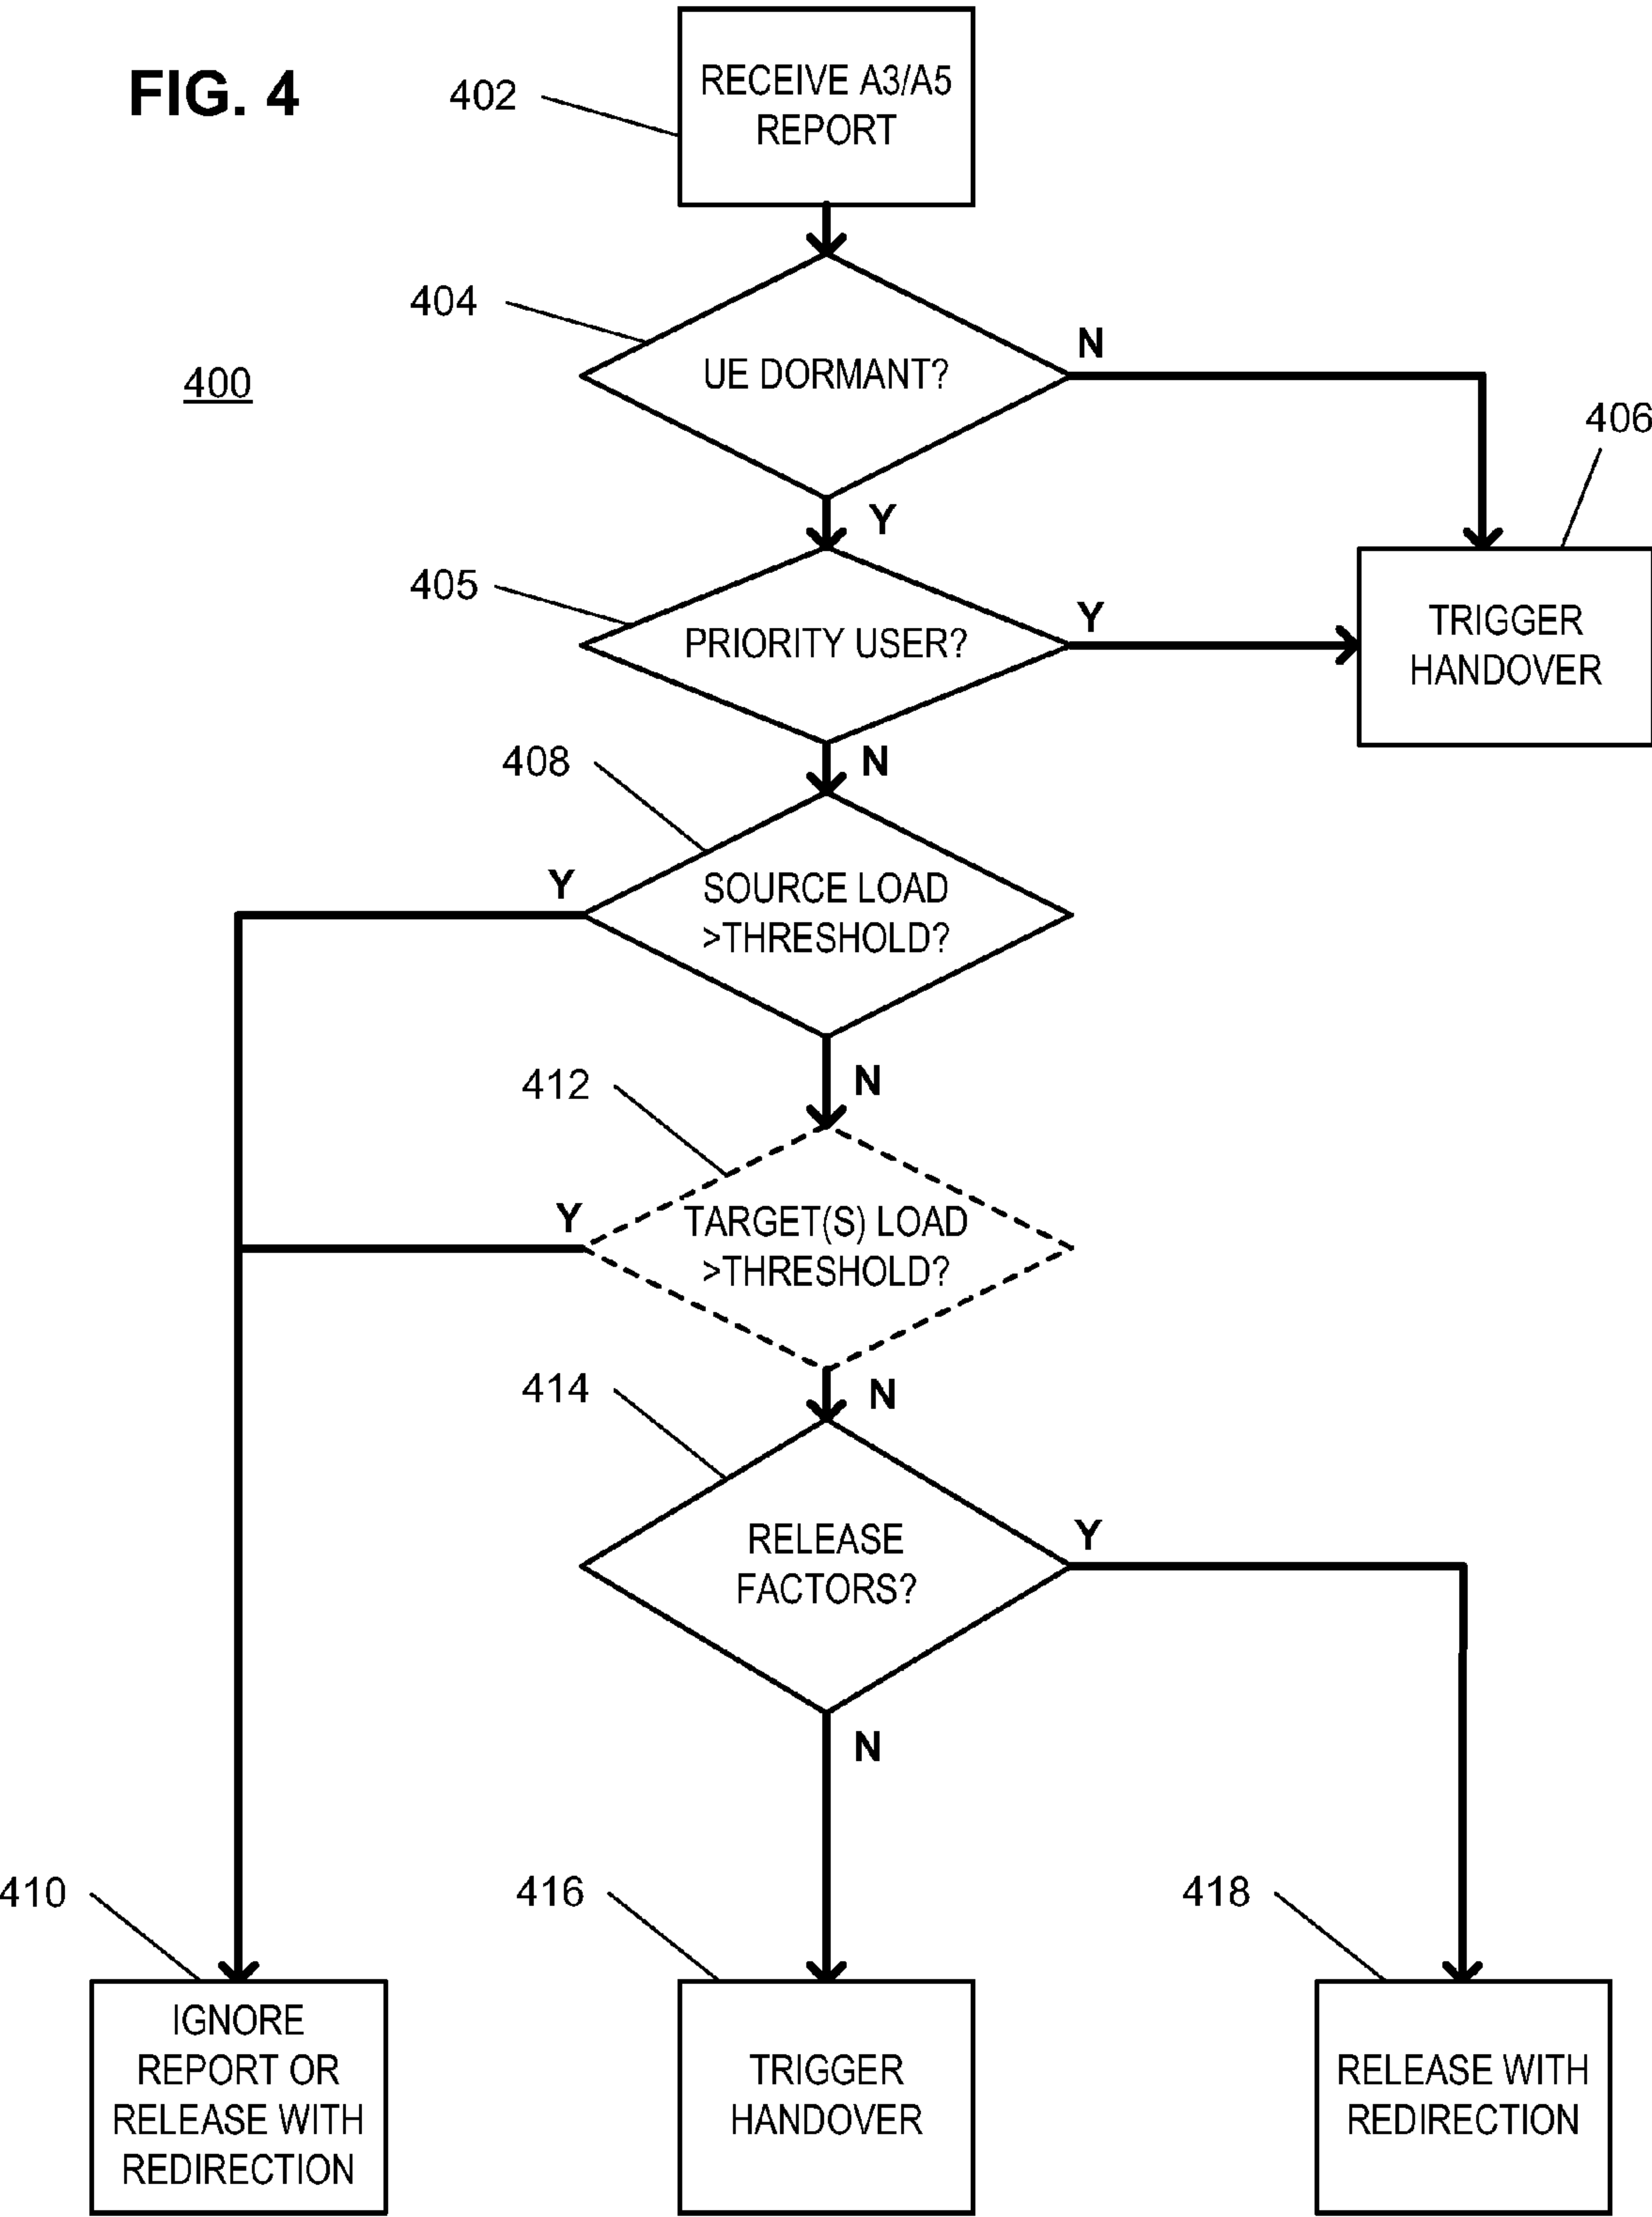 FIG. 4
402
RECEIVE A3/A5
REPORT
404
UE DORMANT?
N
400
406
Y
405
PRIORITY USER?
Y
TRIGGER
HANDOVER
N
408
Y
SOURCE LOAD
>THRESHOLD?
N
412
Y
TARGET(S) LOAD
>THRESHOLD?
N
414
RELEASE
FACTORS?
Y
N
410
416
418
IGNORE
REPORT OR
RELEASE WITH
REDIRECTION
TRIGGER
HANDOVER
RELEASE WITH
REDIRECTION